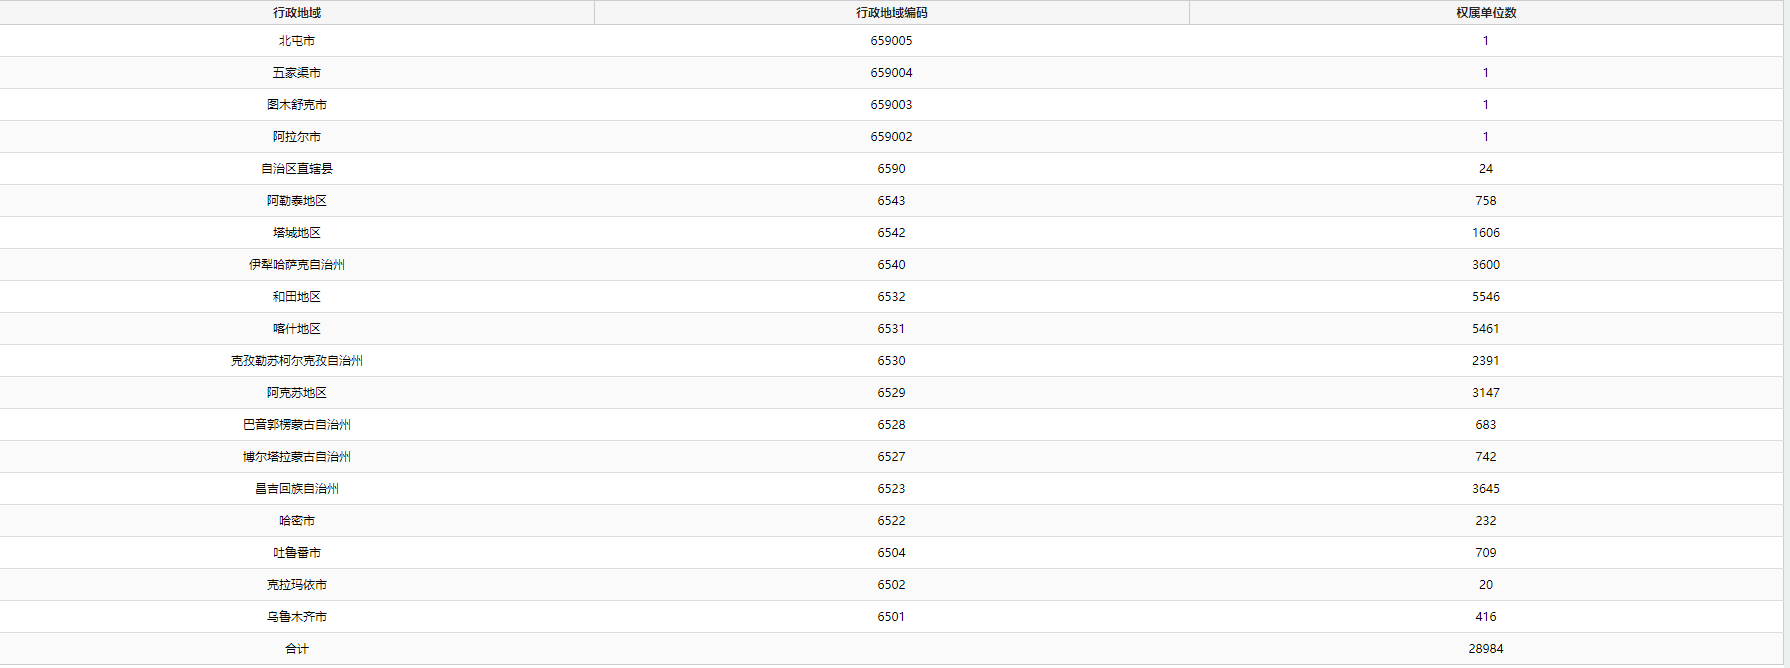 行政地域 行政地域编码 权属单位数
北屯市 659005 1
五家渠市 659004 1
图木舒克市 659003 1
阿拉尔市 659002 1
自治区直辖县 6590 24
阿勒泰地区 6543 758
塔城地区 6542 1606
伊犁哈萨克自治州 6540 3600
和田地区 6532 5546
喀什地区 6531 5461
克孜勒苏柯尔克孜自治州 6530 2391
阿克苏地区 6529 3147
巴音郭楞蒙古自治州 6528 683
博尔塔拉蒙古自治州 6527 742
昌吉回族自治州 6523 3645
哈密市 6522 232
吐鲁番市 6504 709
克拉玛依市 6502 20
乌鲁木齐市 6501 416
合计 28984